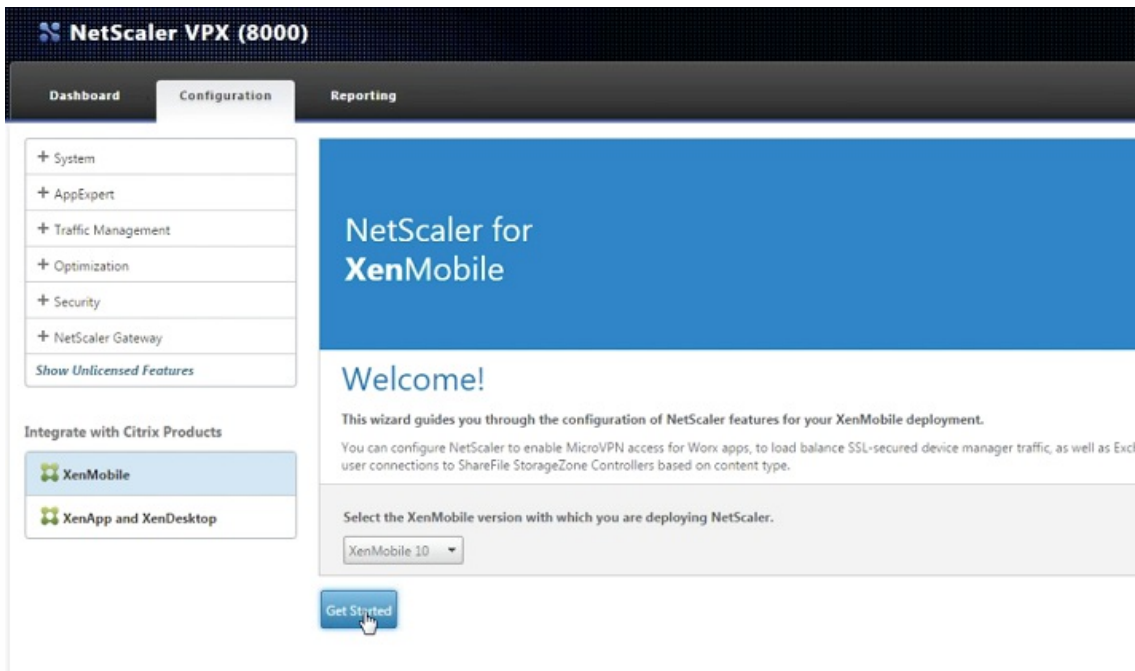 NetScaler VPX (8000)
Dashboard
Configuration
Reporting
+ System
+ AppExpert
+ Traffic Management
+ Optimization
+ Security
+ NetScaler Gateway
Show Unlicensed Features
Integrate with Citrix Products
XenMobile
XenApp and XenDesktop
NetScaler for
XenMobile
Welcome!
This wizard guides you through the configuration of NetScaler features for your XenMobile deployment.
You can configure NetScaler to enable MicroVPN access for Worx apps, to load balance SSL-secured device manager traffic, as well as Excl
user connections to ShareFile StorageZone Controllers based on content type.
Select the XenMobile version with which you are deploying NetScaler.
XenMobile 10
Get Started